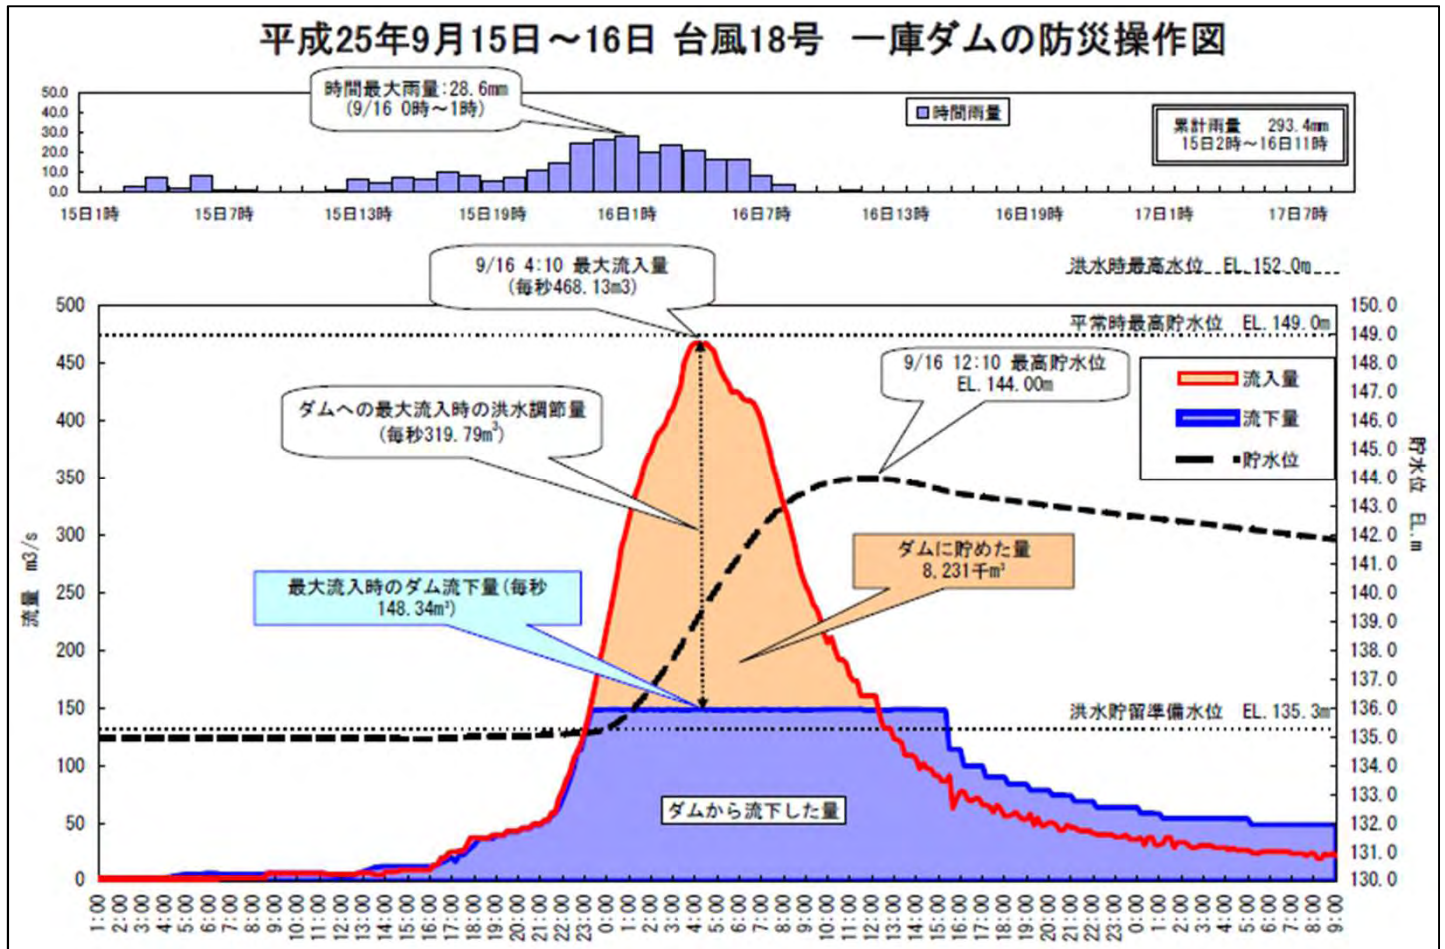 平成25年9月15日～16日 台風18号　一庫ダムの防災操作図
時間最大雨量:28.6mm
(9/16 0時～1時)
時間雨量
累計雨量　293.4mm
15日2時～16日11時
50.0
40.0
30.0
20.0
10.0
0.0
15日1時 15日7時 15日13時 15日19時 16日1時 16日7時 16日13時 16日19時 17日1時 17日7時
9/16 4:10 最大流入量
(毎秒468.13m3)
洪水時最高水位　EL.152.0m
平常時最高貯水位　EL.149.0m
9/16 12:10 最高貯水位
EL.144.00m
流入量
流下量
貯水位
ダムへの最大流入時の洪水調節量
(毎秒319.79m³)
ダムに貯めた量
8,231千m³
最大流入時のダム流下量(毎秒
148.34m³)
洪水貯留準備水位　EL.135.3m
ダムから流下した量
流量 m3/s
500
450
400
350
300
250
200
150
100
50
0
貯水位 EL.m
150.0
149.0
148.0
147.0
146.0
145.0
144.0
143.0
142.0
141.0
140.0
139.0
138.0
137.0
136.0
135.0
134.0
133.0
132.0
131.0
130.0
1:00 2:00 3:00 4:00 5:00 6:00 7:00 8:00 9:00 10:00 11:00 12:00 13:00 14:00 15:00 16:00 17:00 18:00 19:00 20:00 21:00 22:00 23:00 0:00 1:00 2:00 3:00 4:00 5:00 6:00 7:00 8:00 9:00 10:00 11:00 12:00 13:00 14:00 15:00 16:00 17:00 18:00 19:00 20:00 21:00 22:00 23:00 0:00 1:00 2:00 3:00 4:00 5:00 6:00 7:00 8:00 9:00